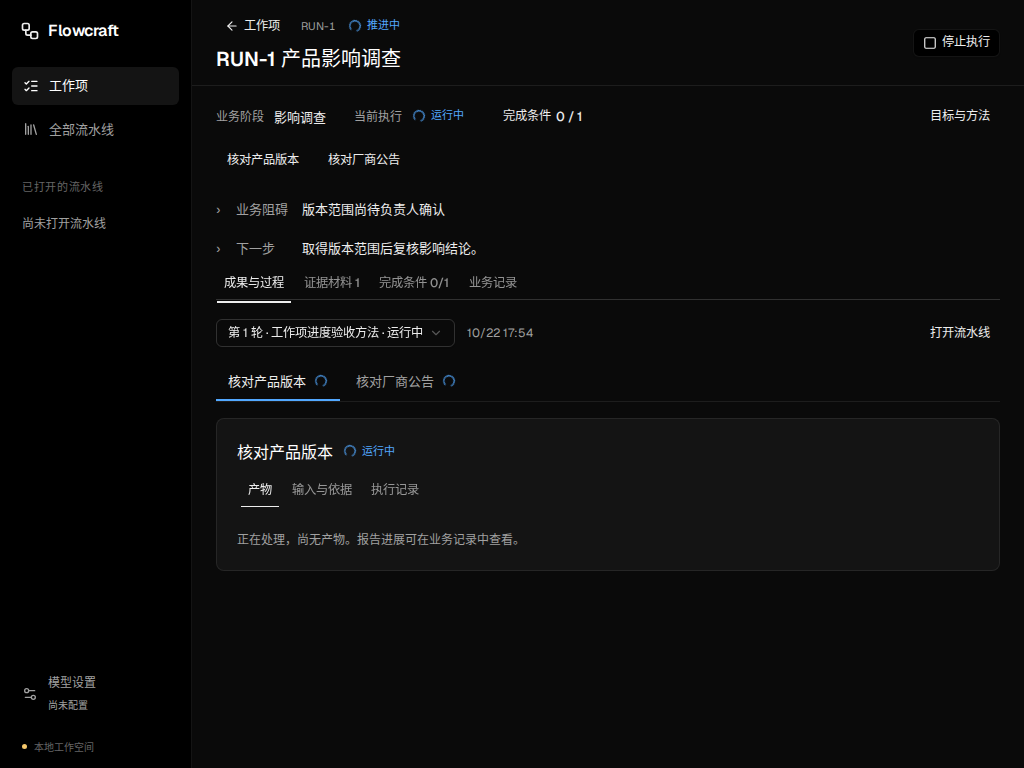 Flowcraft
工作项
全部流水线
已打开的流水线
尚未打开流水线
模型设置
尚未配置
本地工作空间
工作项 RUN-1 推进中
RUN-1 产品影响调查
停止执行
业务阶段 影响调查 当前执行 运行中 完成条件 0 / 1 目标与方法
核对产品版本 核对厂商公告
业务阻碍 版本范围尚待负责人确认
下一步 取得版本范围后复核影响结论。
成果与过程 证据材料 1 完成条件 0/1 业务记录
第 1 轮 · 工作项进度验收方法 · 运行中 10/22 17:54 打开流水线
核对产品版本 核对厂商公告
核对产品版本 运行中
产物 输入与依据 执行记录
正在处理，尚无产物。报告进展可在业务记录中查看。